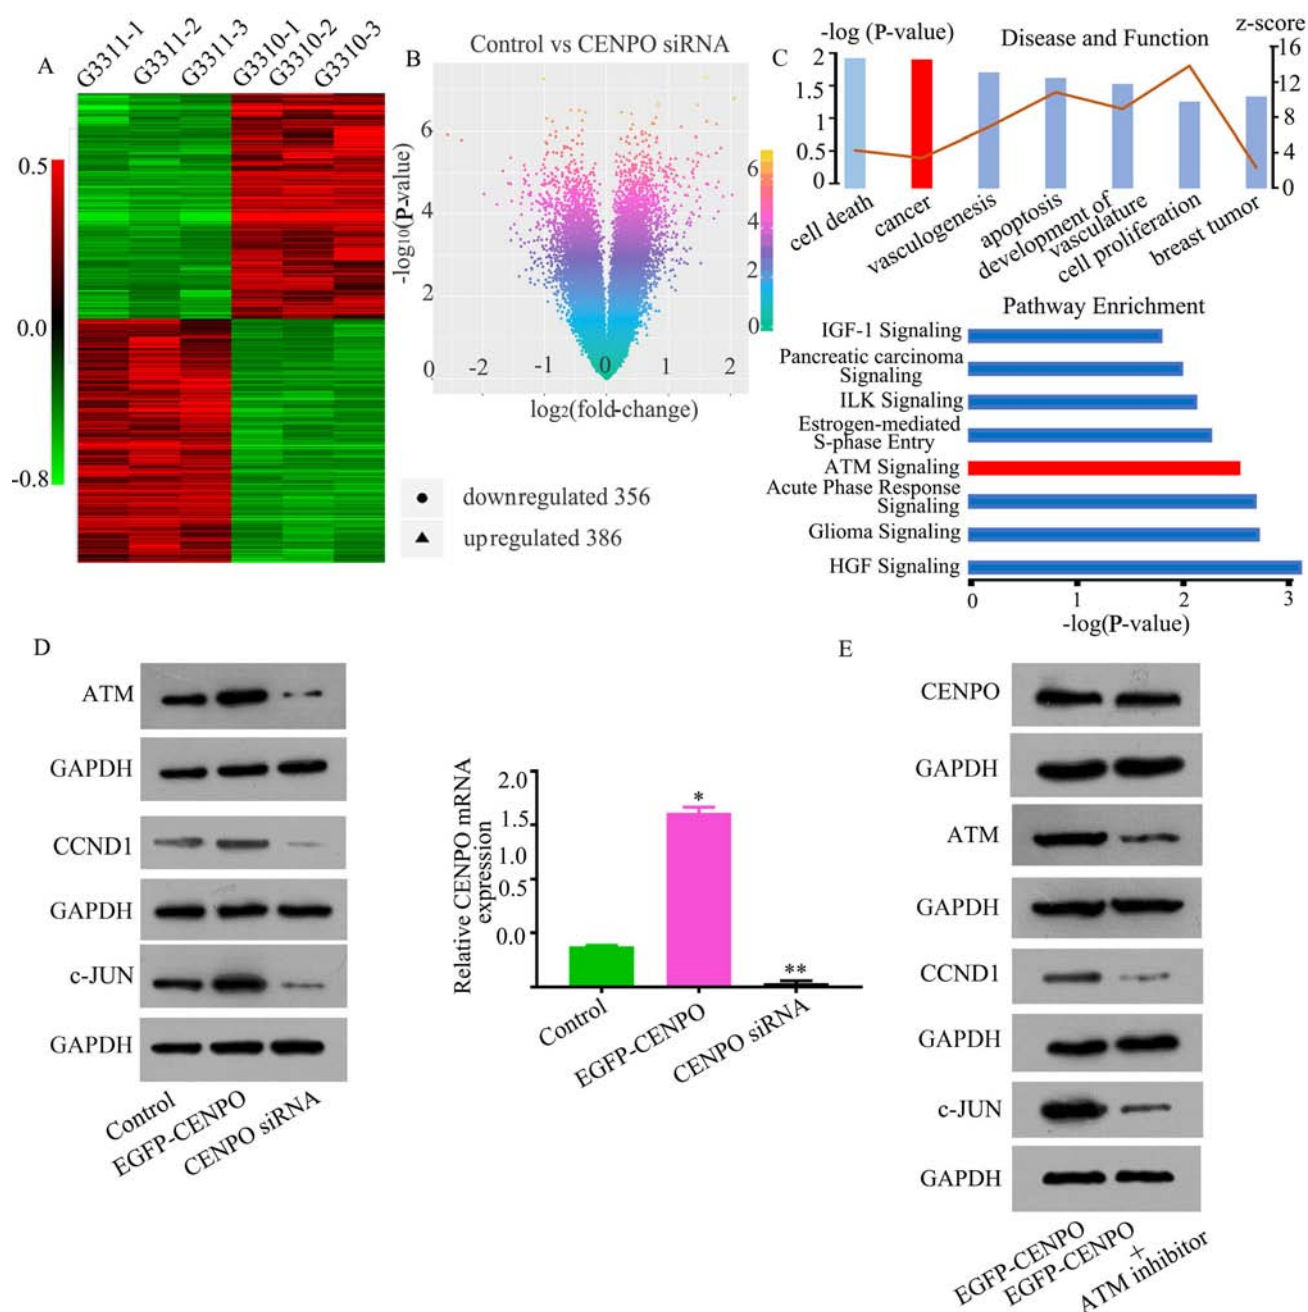 A
G3311-1
G3311-2
G3311-3
G3310-1
G3310-2
G3310-3
0.5
0.0
-0.8
B
Control vs CENPO siRNA
-log10(P-value)
6
4
2
0
-2
-1
0
1
2
log2(fold-change)
6
4
2
0
downregulated 356
upregulated 386
C
-log (P-value)
Disease and Function
z-score
2
1.5
1
0.5
0
16
12
8
4
0
cell death
cancer
vasculogenesis
apoptosis
development of
vasculature
cell proliferation
breast tumor
Pathway Enrichment
IGF-1 Signaling
Pancreatic carcinoma
Signaling
ILK Signaling
Estrogen-mediated
S-phase Entry
ATM Signaling
Acute Phase Response
Signaling
Glioma Signaling
HGF Signaling
0
1
2
3
-log(P-value)
D
ATM
GAPDH
CCND1
GAPDH
c-JUN
GAPDH
Control
EGFP-CENPO
CENPO siRNA
Relative CENPO mRNA
expression
2.0
1.5
1.0
0.5
0.0
*
**
Control
EGFP-CENPO
CENPO siRNA
E
CENPO
GAPDH
ATM
GAPDH
CCND1
GAPDH
c-JUN
GAPDH
EGFP-CENPO
EGFP-CENPO
+
ATM inhibitor